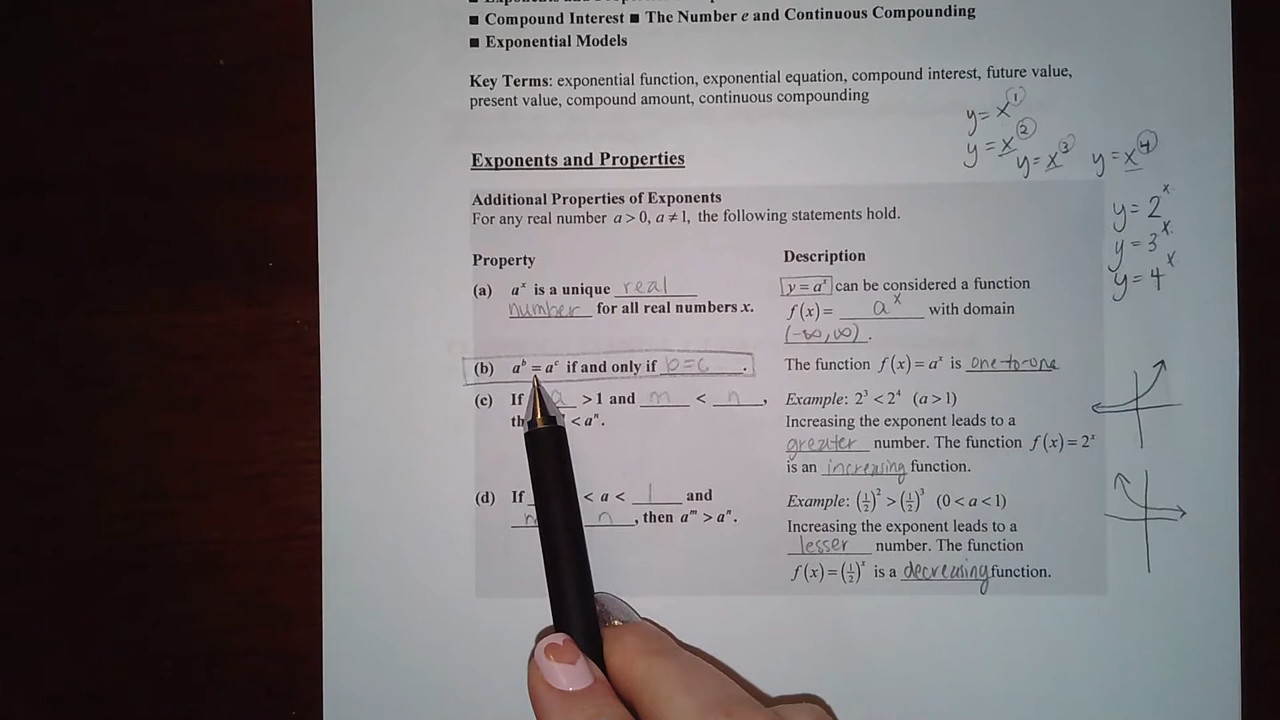 ■ Compound Interest ■ The Number e and Continuous Compounding
■ Exponential Models
Key Terms: exponential function, exponential equation, compound interest, future value,
present value, compound amount, continuous compounding
y = x¹
y = x²
y = x³ y = x⁴
Exponents and Properties
Additional Properties of Exponents
For any real number a > 0, a ≠ 1, the following statements hold.
y = 2ˣ
y = 3ˣ
y = 4ˣ
Property Description
(a) aˣ is a unique real
number for all real numbers x.
y = aˣ can be considered a function
f(x) = aˣ with domain
(-∞, ∞).
(b) aᵇ = aᶜ if and only if b=c.
The function f(x) = aˣ is one-to-one
(c) If a > 1 and m < n,
< aⁿ.
Example: 2³ < 2⁴ (a > 1)
Increasing the exponent leads to a
greater number. The function f(x) = 2ˣ
is an increasing function.
(d) If < a < 1 and
n, then aᵐ > aⁿ.
Example: (1/2)² > (1/2)³ (0 < a < 1)
Increasing the exponent leads to a
lesser number. The function
f(x) = (1/2)ˣ is a decreasing function.